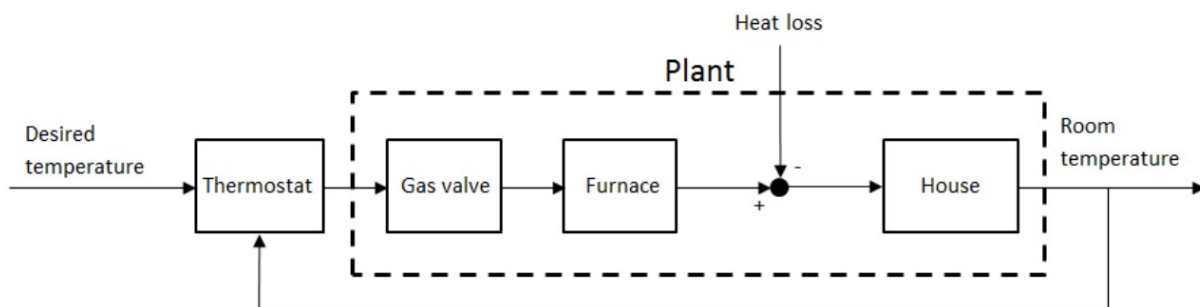 Heat loss
Plant
Desired
temperature
Room
temperature
Thermostat
Gas valve
Furnace
-
+
House